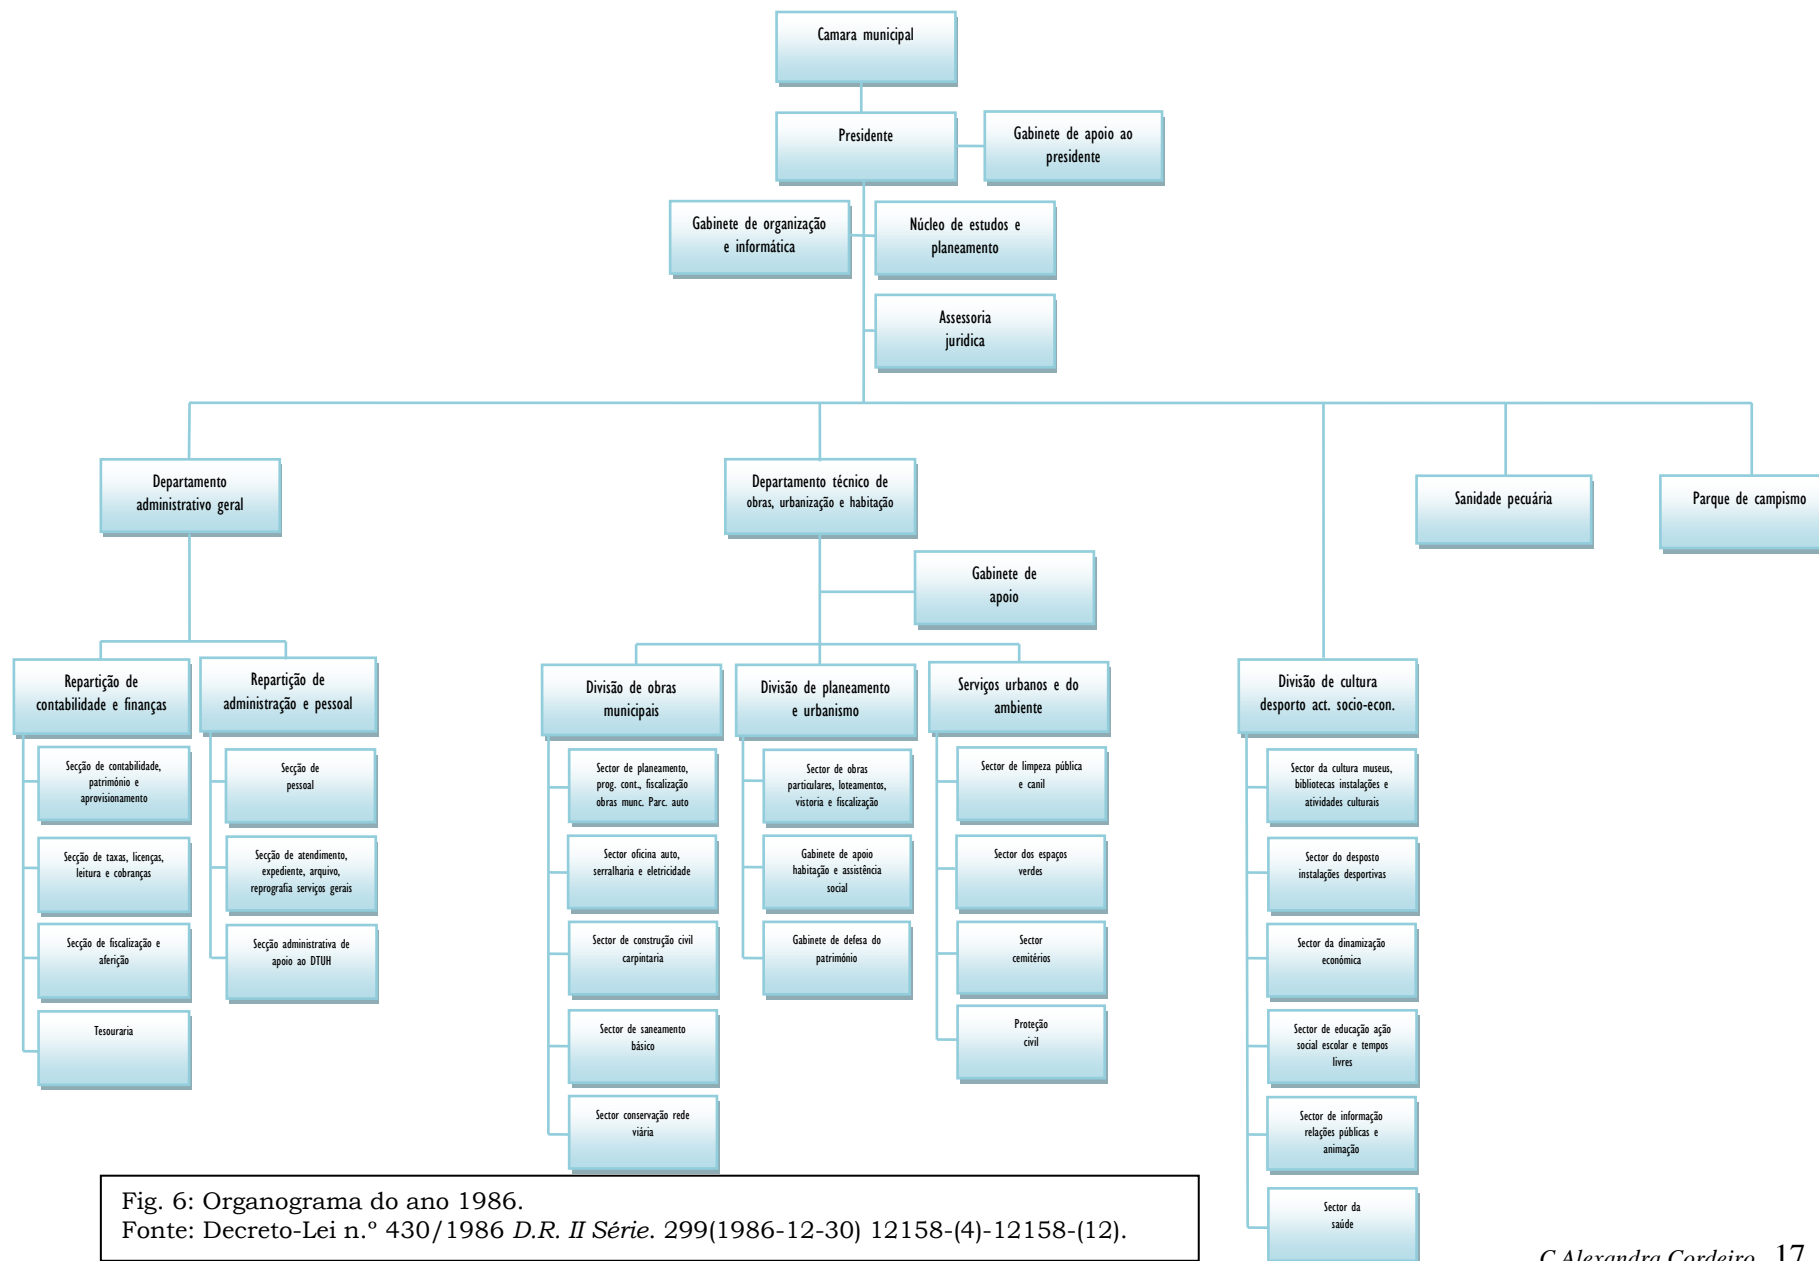 Camara municipal
Presidente
Gabinete de apoio ao
presidente
Gabinete de organização
e informática
Núcleo de estudos e
planeamento
Assessoria
juridica
Departamento
administrativo geral
Departamento técnico de
obras, urbanização e habitação
Sanidade pecuária
Parque de campismo
Gabinete de
apoio
Repartição de
contabilidade e finanças
Repartição de
administração e pessoal
Divisão de obras
municipais
Divisão de planeamento
e urbanismo
Serviços urbanos e do
ambiente
Divisão de cultura
desporto act. socio-econ.
Secção de contabilidade,
património e
aprovisionamento
Secção de taxas, licenças,
leitura e cobranças
Secção de fiscalização e
aferição
Tesouraria
Secção de
pessoal
Secção de atendimento,
expediente, arquivo,
reprografia serviços gerais
Secção administrativa de
apoio ao DTUH
Sector de planeamento,
prog. cont., fiscalização
obras munc. Parc. auto
Sector oficina auto,
serralharia e eletricidade
Sector de construção civil
carpintaria
Sector de saneamento
básico
Sector conservação rede
viária
Sector de obras
particulares, loteamentos,
vistoria e fiscalização
Gabinete de apoio
habitação e assistência
social
Gabinete de defesa do
património
Sector de limpeza pública
e canil
Sector dos espaços
verdes
Sector
cemitérios
Proteção
civil
Sector da cultura museus,
bibliotecas instalações e
atividades culturais
Sector do desposto
instalações desportivas
Sector da dinamização
económica
Sector de educação ação
social escolar e tempos
livres
Sector de informação
relações públicas e
animação
Sector da
saúde
Fig. 6: Organograma do ano 1986.
Fonte: Decreto-Lei n.º 430/1986 D.R. II Série. 299(1986-12-30) 12158-(4)-12158-(12).
C Alexandra Cordeiro 17